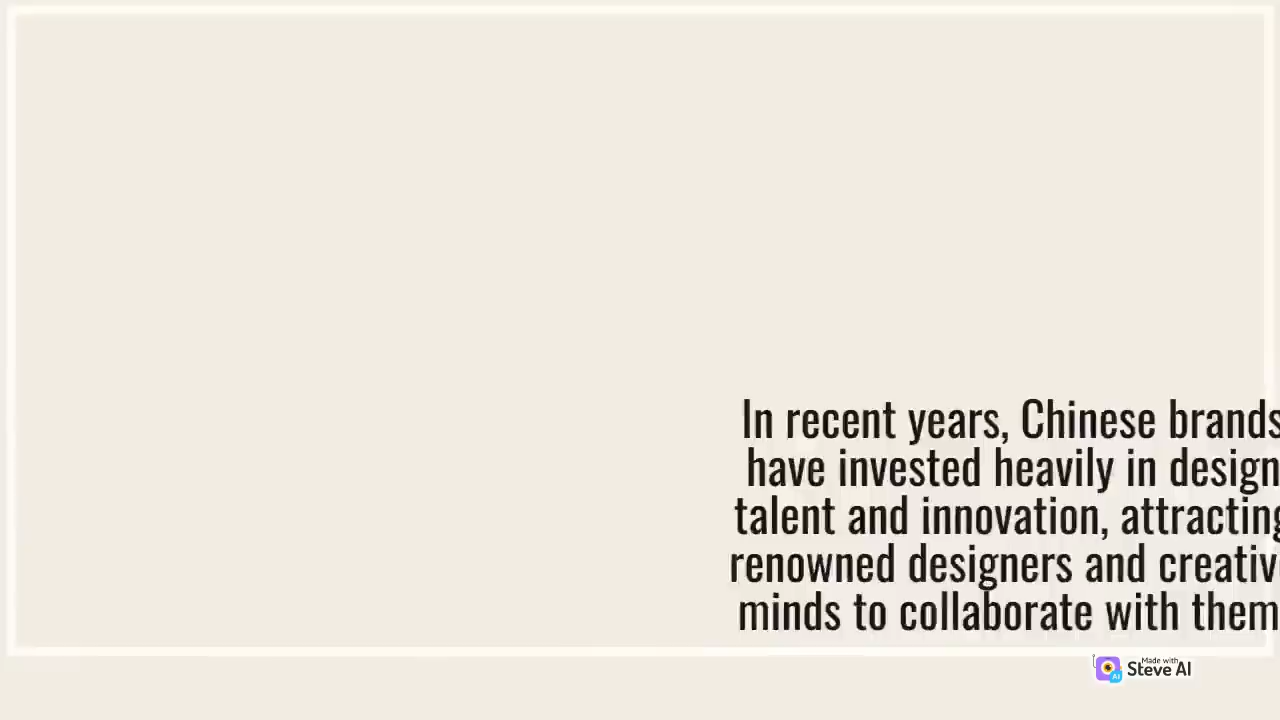 In recent years, Chinese brands
have invested heavily in design
talent and innovation, attracting
renowned designers and creative
minds to collaborate with them
Made with
Steve AI
AI